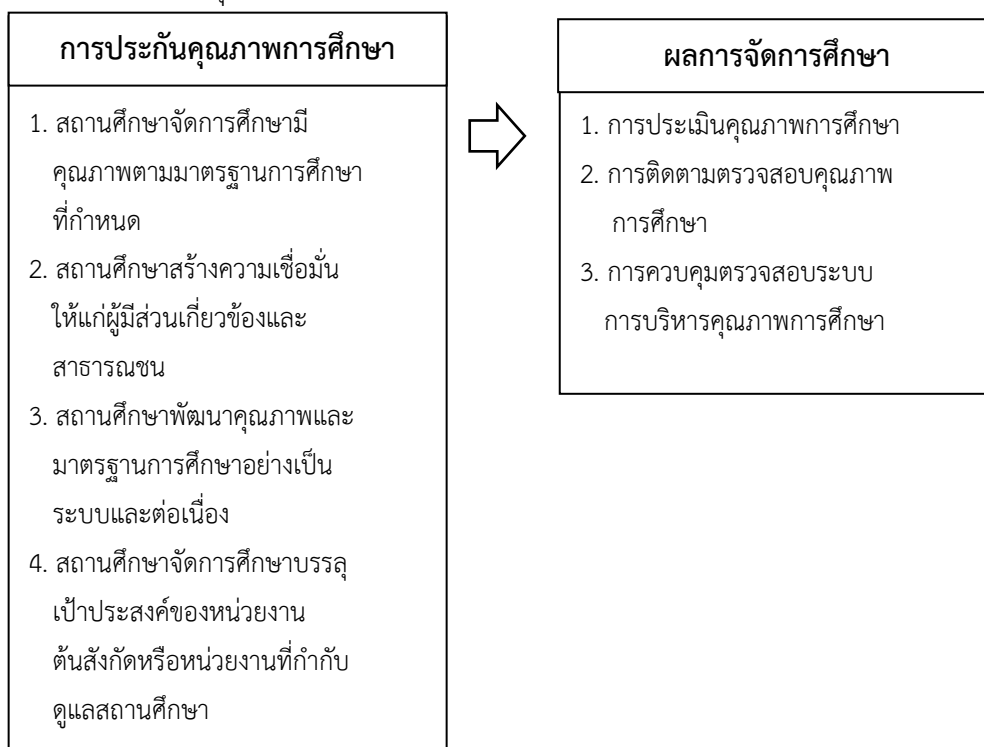 การประกันคุณภาพการศึกษา
1. สถานศึกษาจัดการศึกษามี
คุณภาพตามมาตรฐานการศึกษา
ที่กำหนด
2. สถานศึกษาสร้างความเชื่อมั่น
ให้แก่ผู้มีส่วนเกี่ยวข้องและ
สาธารณชน
3. สถานศึกษาพัฒนาคุณภาพและ
มาตรฐานการศึกษาอย่างเป็น
ระบบและต่อเนื่อง
4. สถานศึกษาจัดการศึกษาบรรลุ
เป้าประสงค์ของหน่วยงาน
ต้นสังกัดหรือหน่วยงานที่กำกับ
ดูแลสถานศึกษา
ผลการจัดการศึกษา
1. การประเมินคุณภาพการศึกษา
2. การติดตามตรวจสอบคุณภาพ
การศึกษา
3. การควบคุมตรวจสอบระบบ
การบริหารคุณภาพการศึกษา